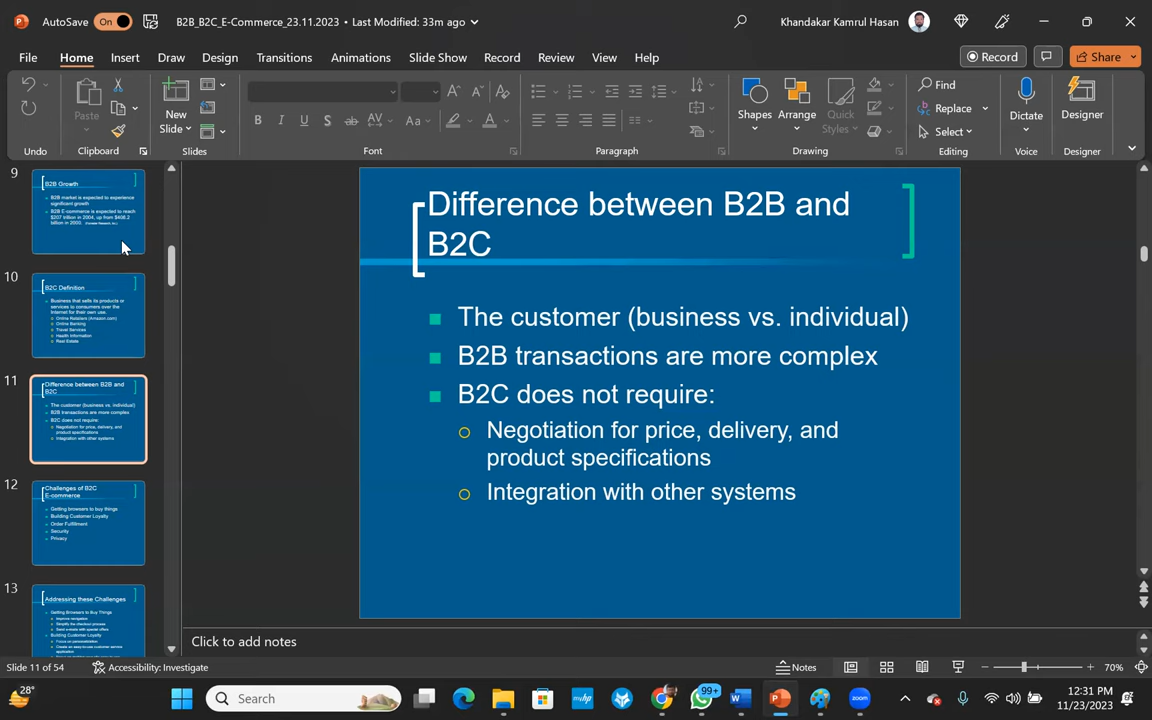 AutoSave On B2B_B2C_E-Commerce_23.11.2023 • Last Modified: 33m ago Khandakar Kamrul Hasan
File Home Insert Draw Design Transitions Animations Slide Show Record Review View Help Record Share
Paste New Slide Shapes Arrange Quick Styles Find Replace Select Dictate Designer
Undo Clipboard Slides Font Paragraph Drawing Editing Voice Designer
9
B2B Growth
B2B market is expected to experience
significant growth
B2B E-commerce is expected to reach
$207 trillion in 2004, up from $408.2
billion in 2000.
10
B2C Definition
Business that sells its products or
services to consumers over the
Internet for their own use.
Online Retailers (Amazon.com)
Online Banking
Travel Services
Health Information
Real Estate
11
Difference between B2B and
B2C
The customer (business vs. individual)
B2B transactions are more complex
B2C does not require:
Negotiation for price, delivery, and
product specifications
Integration with other systems
12
Challenges of B2C
E-commerce
Getting browsers to buy things
Building Customer Loyalty
Order Fulfillment
Security
Privacy
13
Addressing these Challenges
Getting Browsers to Buy Things
Improve navigation
Simplify the checkout process
Send e-mails with special offers
Building Customer Loyalty
Focus on personalization
Create an easy-to-use customer service
application
Difference between B2B and
B2C
The customer (business vs. individual)
B2B transactions are more complex
B2C does not require:
Negotiation for price, delivery, and
product specifications
Integration with other systems
Click to add notes
Slide 11 of 54 Accessibility: Investigate Notes 70%
28° Search myhp 99+ zoom 12:31 PM
11/23/2023